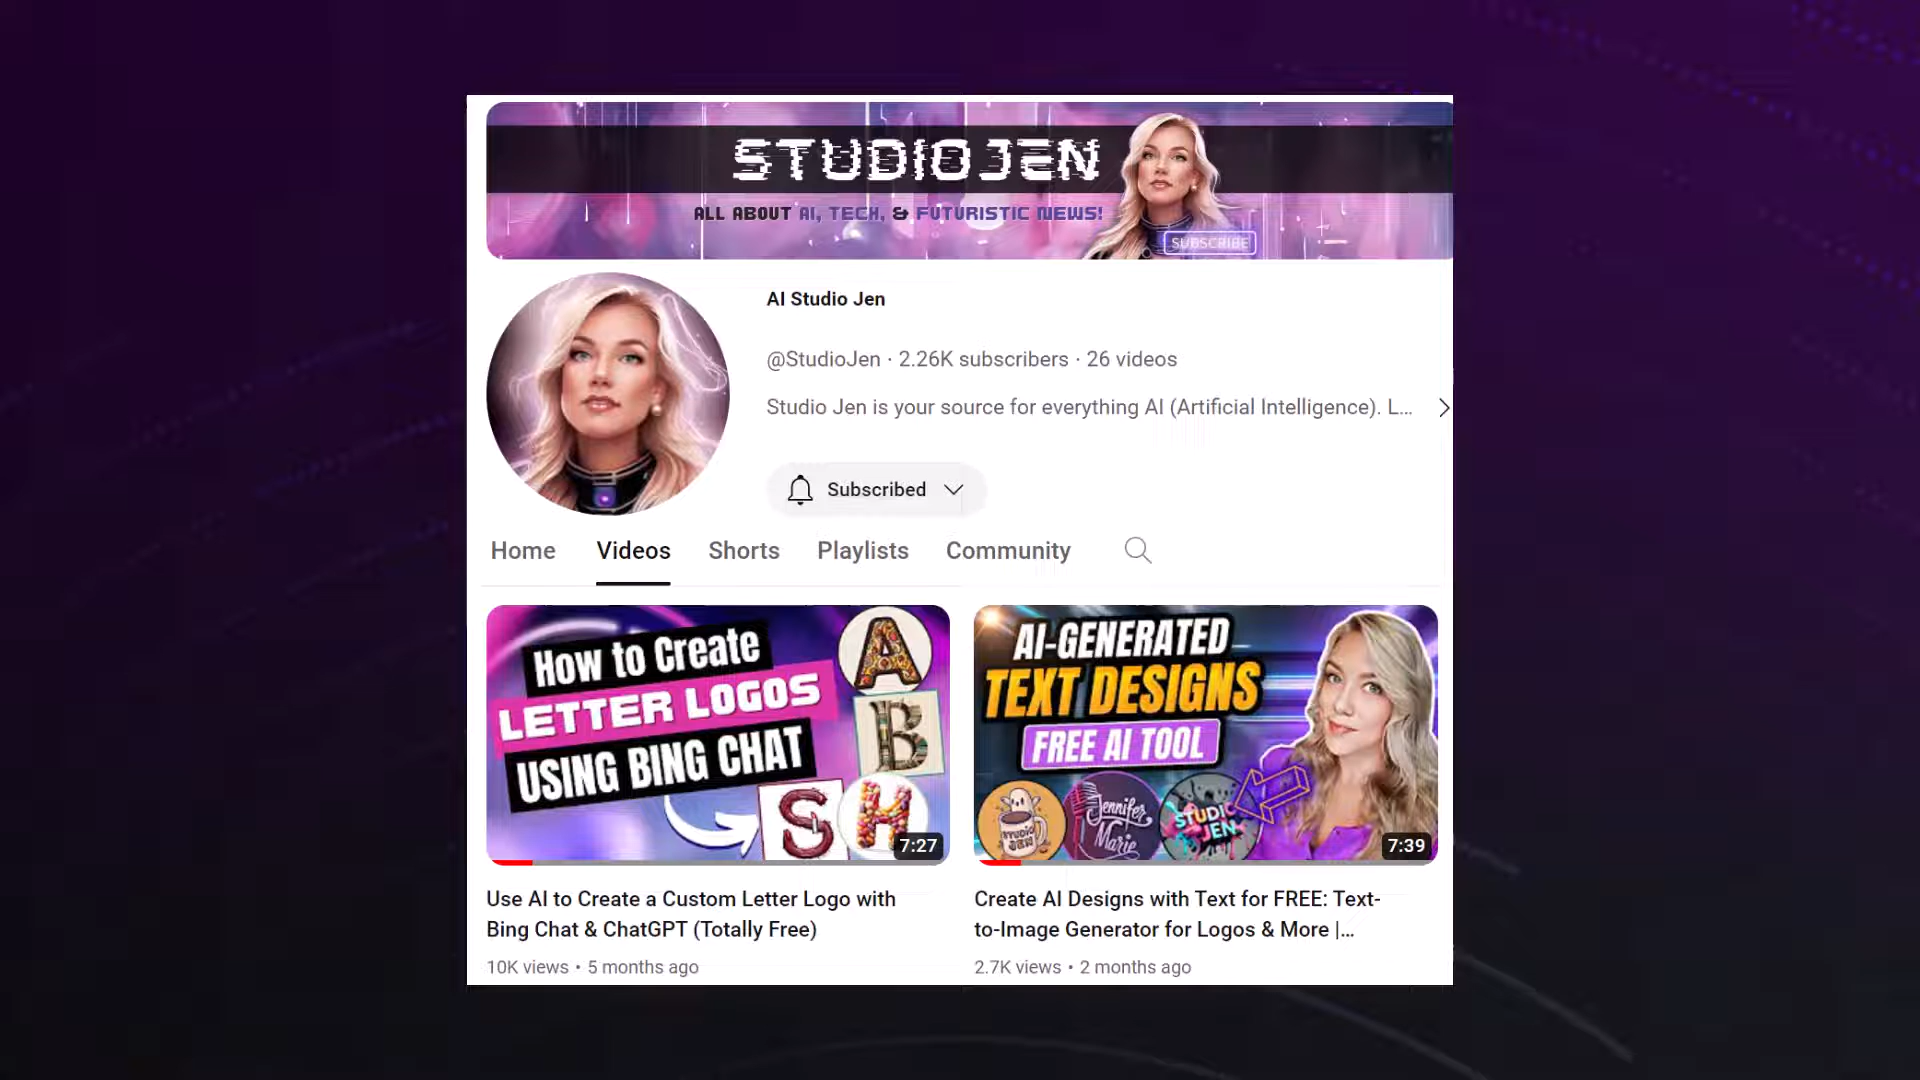 STUDIOJEN
ALL ABOUT AI, TECH, & FUTURISTIC NEWS!
SUBSCRIBE
AI Studio Jen
@StudioJen · 2.26K subscribers · 26 videos
Studio Jen is your source for everything AI (Artificial Intelligence). L...
Subscribed
Home Videos Shorts Playlists Community
How to Create
LETTER LOGOS
USING BING CHAT
A
B
S
H
7:27
AI-GENERATED
TEXT DESIGNS
FREE AI TOOL
STUDIO
JEN
Jennifer
Marie
STUDIO
JEN
7:39
Use AI to Create a Custom Letter Logo with
Bing Chat & ChatGPT (Totally Free)
10K views • 5 months ago
Create AI Designs with Text for FREE: Text-
to-Image Generator for Logos & More |...
2.7K views • 2 months ago